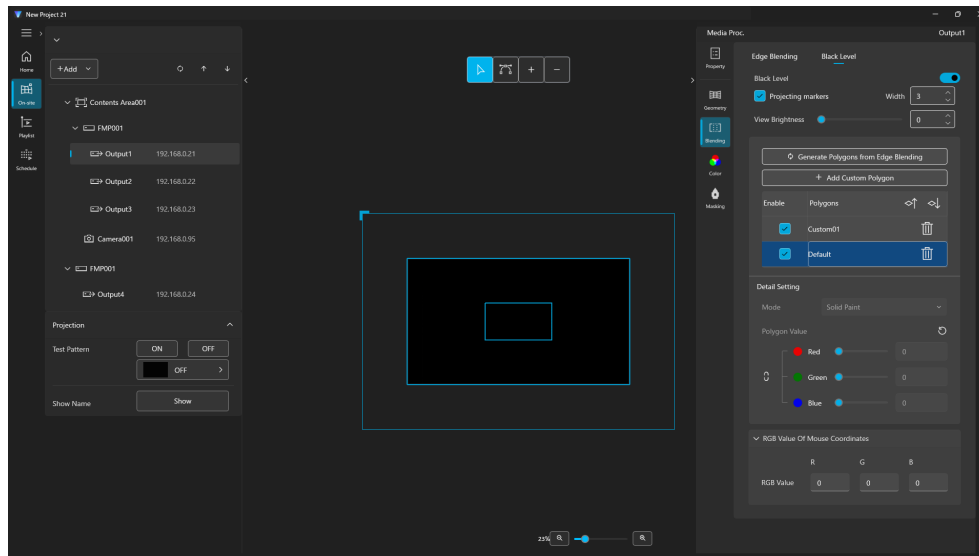 New Project 21
Media Proc.
Output1
Home
On-site
Playlist
Schedule
+Add
Contents Area001
FMP001
Output1 192.168.0.21
Output2 192.168.0.22
Output3 192.168.0.23
Camera001 192.168.0.95
FMP001
Output4 192.168.0.24
Projection
Test Pattern ON OFF
OFF
Show Name Show
23%
Property
Geometry
Blending
Color
Masking
Edge Blending Black Level
Black Level
Projecting markers Width 3
View Brightness 0
Generate Polygons from Edge Blending
+ Add Custom Polygon
Enable Polygons
Custom01
Default
Detail Setting
Mode Solid Paint
Polygon Value
Red 0
Green 0
Blue 0
RGB Value Of Mouse Coordinates
R G B
RGB Value 0 0 0